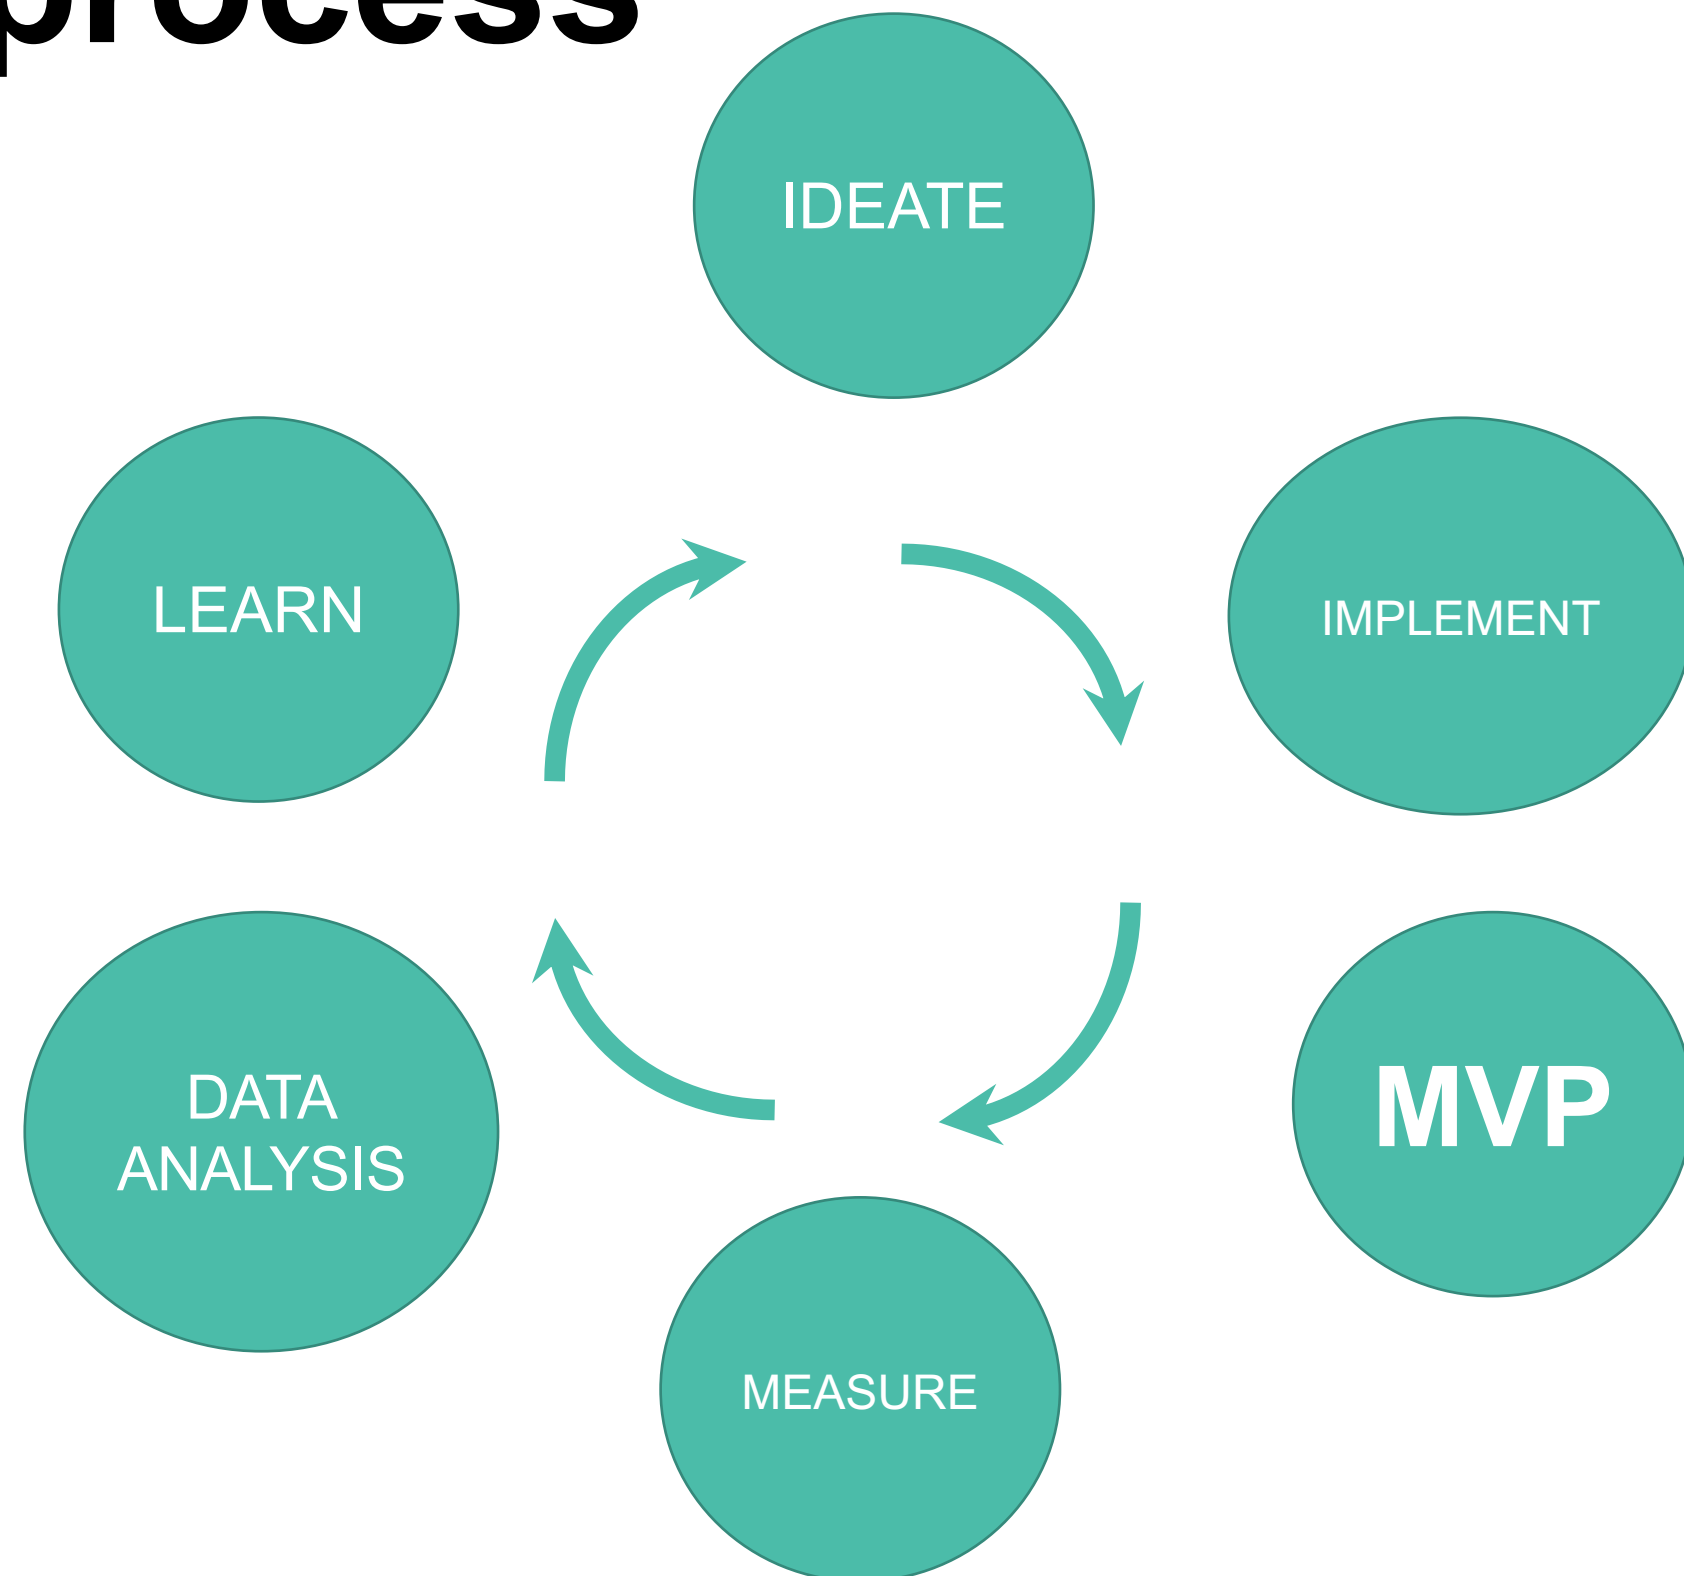 process
IDEATE
LEARN
IMPLEMENT
DATA
ANALYSIS
MVP
MEASURE